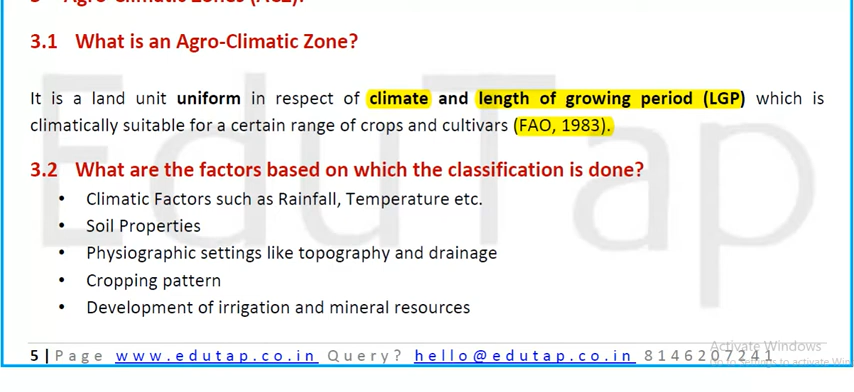 3.1 What is an Agro-Climatic Zone?
It is a land unit uniform in respect of climate and length of growing period (LGP) which is
climatically suitable for a certain range of crops and cultivars (FAO, 1983).
3.2 What are the factors based on which the classification is done?
• Climatic Factors such as Rainfall, Temperature etc.
• Soil Properties
• Physiographic settings like topography and drainage
• Cropping pattern
• Development of irrigation and mineral resources
Activate Windows
5 | Page www.edutap.co.in Query? hello@edutap.co.in 8146207241
EduTap